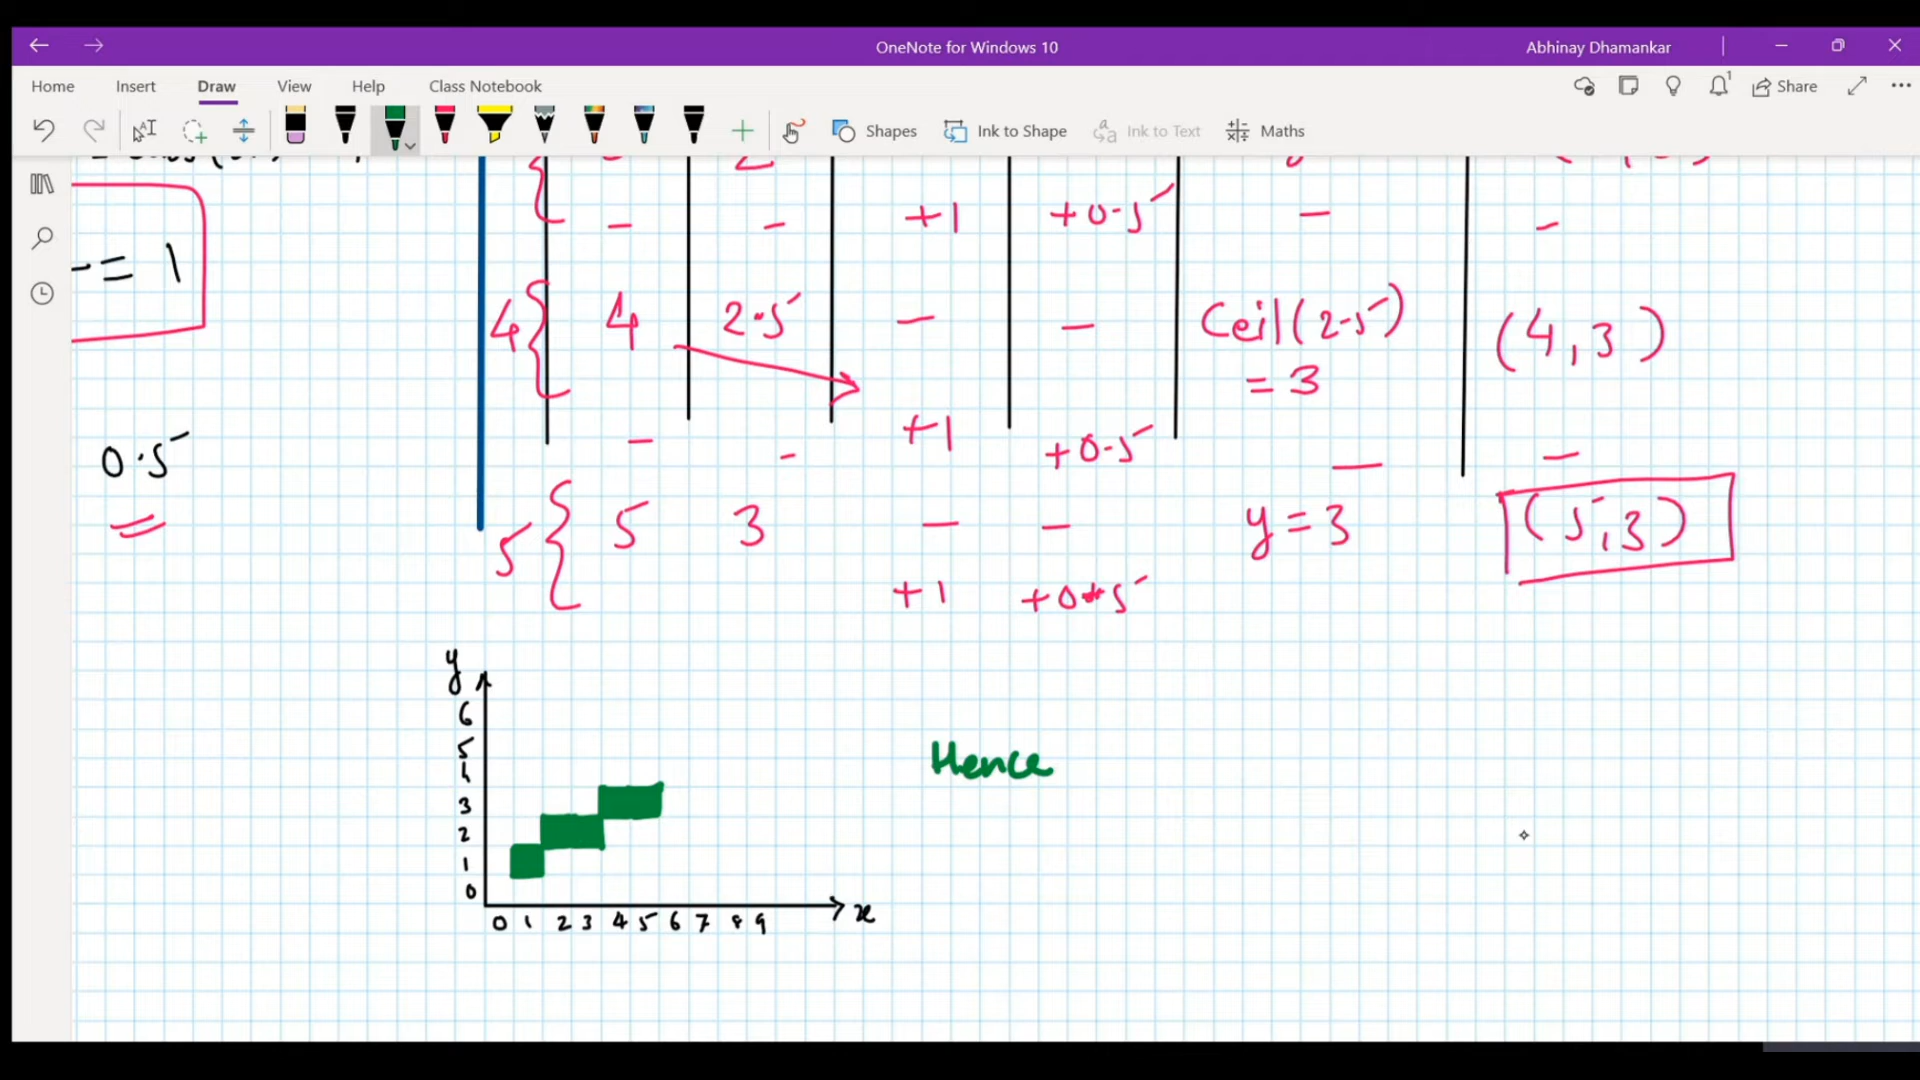 OneNote for Windows 10
Abhinay Dhamankar
Home Insert Draw View Help Class Notebook
1
Share
Shapes
Ink to Shape
Ink to Text
Maths
= 1
0.5
- - +1 +0.5 - -
4 { 4 2.5 - - Ceil(2.5) (4,3)
= 3
- - +1 +0.5 - -
5 { 5 3 - - y = 3 (5,3)
+1 +0.5
y
6
5
4
3
2
1
0
0 1 2 3 4 5 6 7 8 9
x
Hence